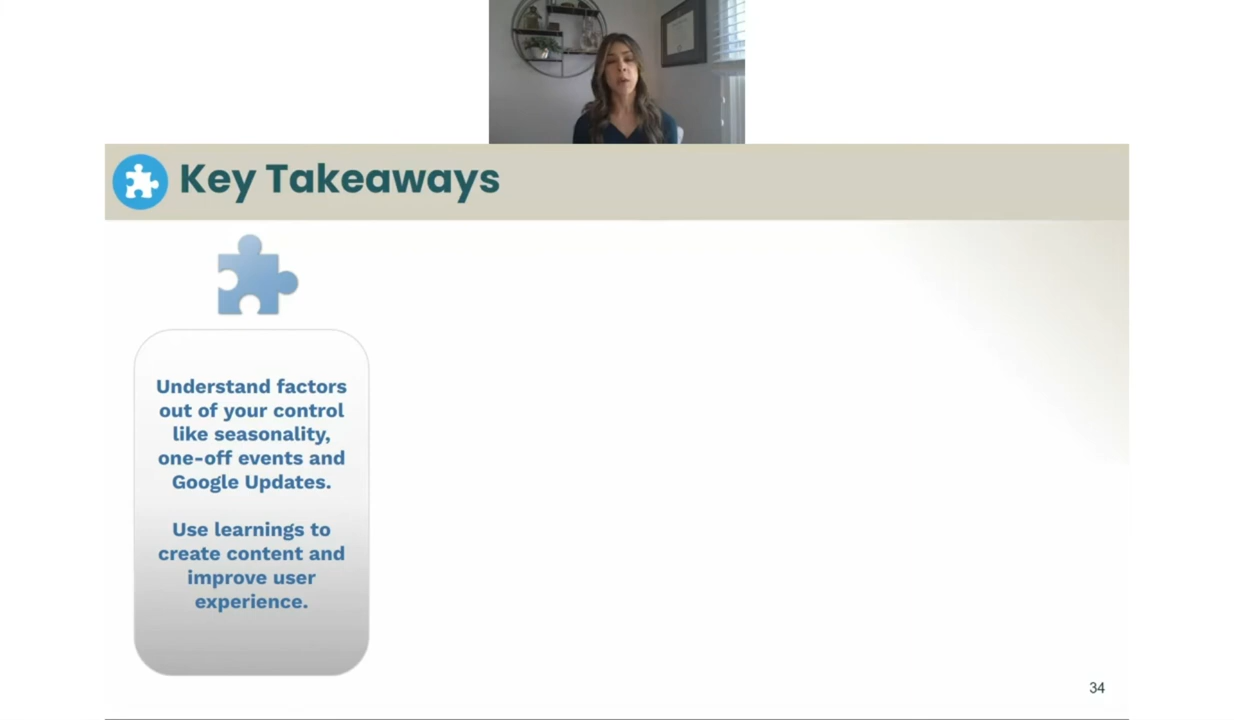 Key Takeaways
Understand factors
out of your control
like seasonality,
one-off events and
Google Updates.
Use learnings to
create content and
improve user
experience.
34